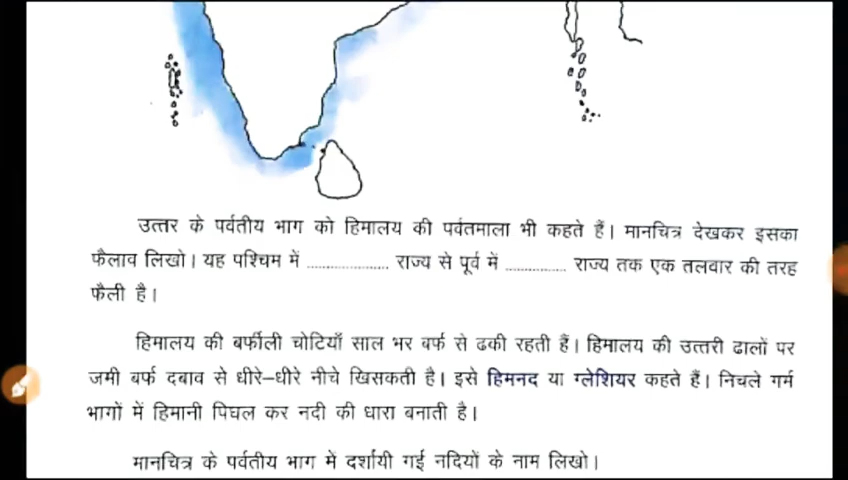 उत्तर के पर्वतीय भाग को हिमालय की पर्वतमाला भी कहते हैं। मानचित्र देखकर इसका
फैलाव लिखो। यह पश्चिम में ................... राज्य से पूर्व में .............. राज्य तक एक तलवार की तरह
फैली है।
हिमालय की बर्फीली चोटियाँ साल भर बर्फ से ढकी रहती हैं। हिमालय की उत्तरी ढालों पर
जमी बर्फ दबाव से धीरे–धीरे नीचे खिसकती है। इसे हिमनद या ग्लेशियर कहते हैं। निचले गर्म
भागों में हिमानी पिघल कर नदी की धारा बनाती है।
मानचित्र के पर्वतीय भाग में दर्शायी गई नदियों के नाम लिखो।